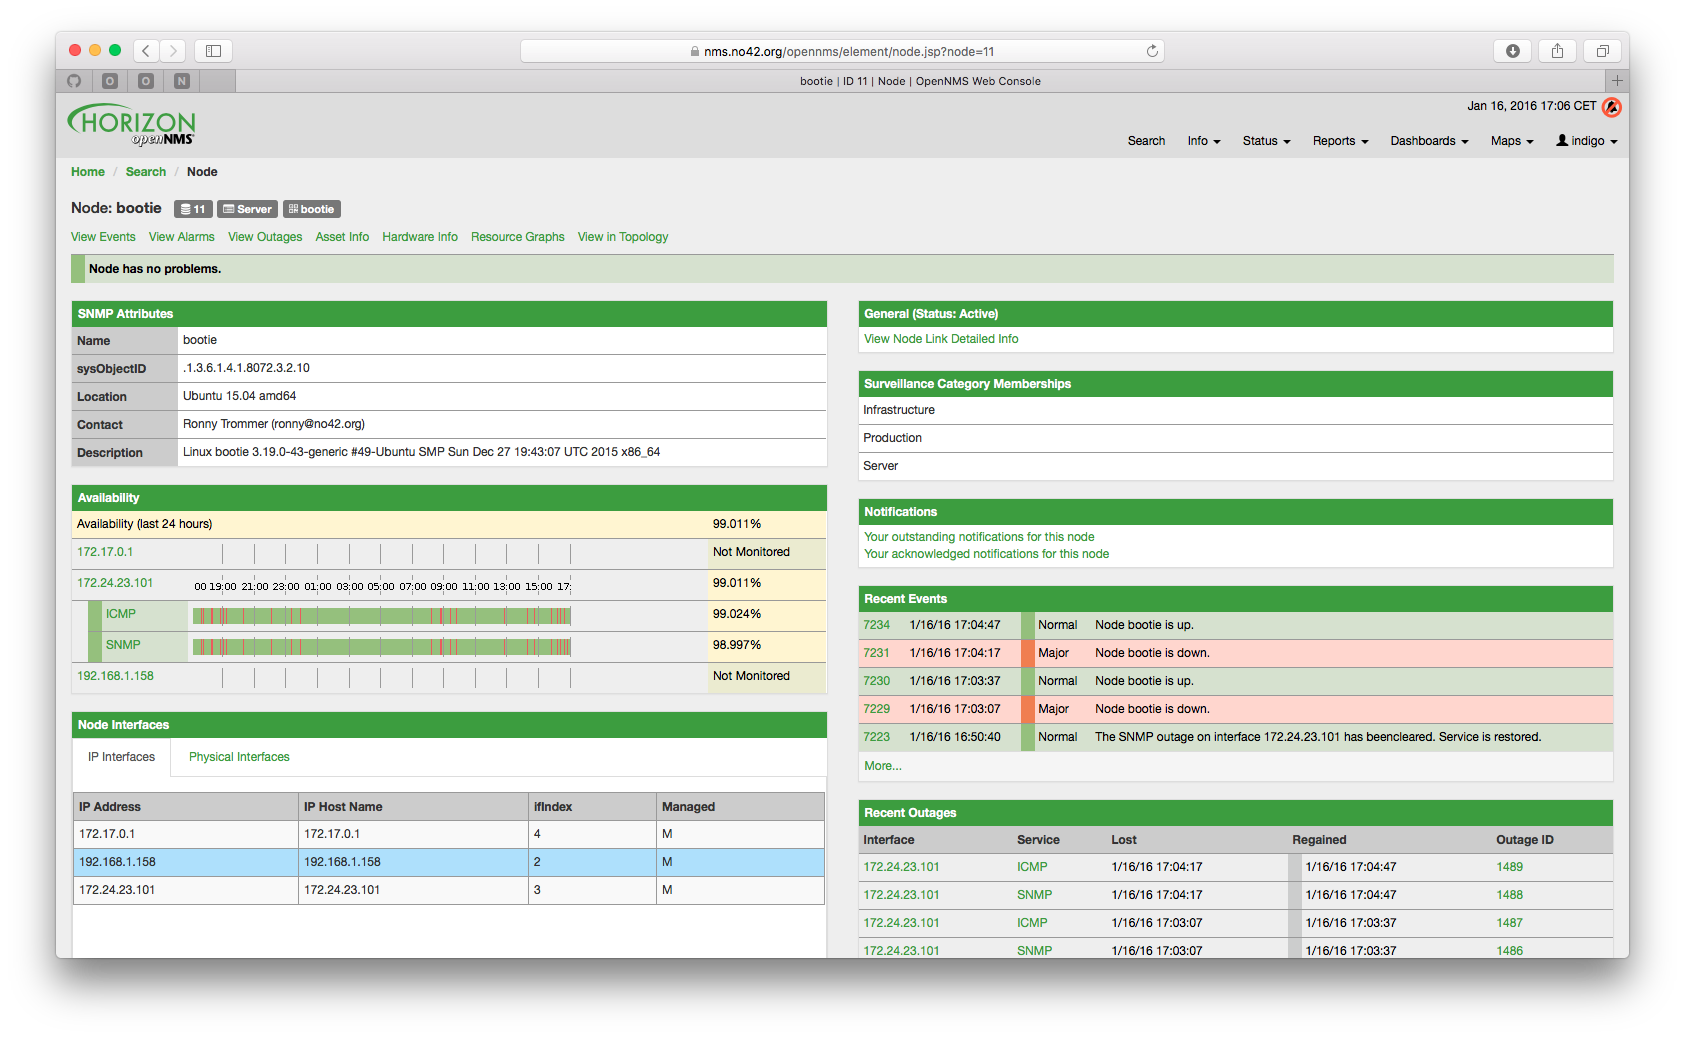 nms.no42.org/opennms/element/node.jsp?node=11
O O N
bootie | ID 11 | Node | OpenNMS Web Console
HORIZON
openNMS
Jan 16, 2016 17:06 CET
Search Info Status Reports Dashboards Maps indigo
Home / Search / Node
Node: bootie 11 Server bootie
View Events View Alarms View Outages Asset Info Hardware Info Resource Graphs View in Topology
Node has no problems.
SNMP Attributes
Name bootie
sysObjectID .1.3.6.1.4.1.8072.3.2.10
Location Ubuntu 15.04 amd64
Contact Ronny Trommer (ronny@no42.org)
Description Linux bootie 3.19.0-43-generic #49-Ubuntu SMP Sun Dec 27 19:43:07 UTC 2015 x86_64
Availability
Availability (last 24 hours) 99.011%
172.17.0.1 Not Monitored
172.24.23.101 00 19:00 21:00 23:00 01:00 03:00 05:00 07:00 09:00 11:00 13:00 15:00 17: 99.011%
ICMP 99.024%
SNMP 98.997%
192.168.1.158 Not Monitored
Node Interfaces
IP Interfaces Physical Interfaces
IP Address IP Host Name ifIndex Managed
172.17.0.1 172.17.0.1 4 M
192.168.1.158 192.168.1.158 2 M
172.24.23.101 172.24.23.101 3 M
General (Status: Active)
View Node Link Detailed Info
Surveillance Category Memberships
Infrastructure
Production
Server
Notifications
Your outstanding notifications for this node
Your acknowledged notifications for this node
Recent Events
7234 1/16/16 17:04:47 Normal Node bootie is up.
7231 1/16/16 17:04:17 Major Node bootie is down.
7230 1/16/16 17:03:37 Normal Node bootie is up.
7229 1/16/16 17:03:07 Major Node bootie is down.
7223 1/16/16 16:50:40 Normal The SNMP outage on interface 172.24.23.101 has beencleared. Service is restored.
More...
Recent Outages
Interface Service Lost Regained Outage ID
172.24.23.101 ICMP 1/16/16 17:04:17 1/16/16 17:04:47 1489
172.24.23.101 SNMP 1/16/16 17:04:17 1/16/16 17:04:47 1488
172.24.23.101 ICMP 1/16/16 17:03:07 1/16/16 17:03:37 1487
172.24.23.101 SNMP 1/16/16 17:03:07 1/16/16 17:03:37 1486